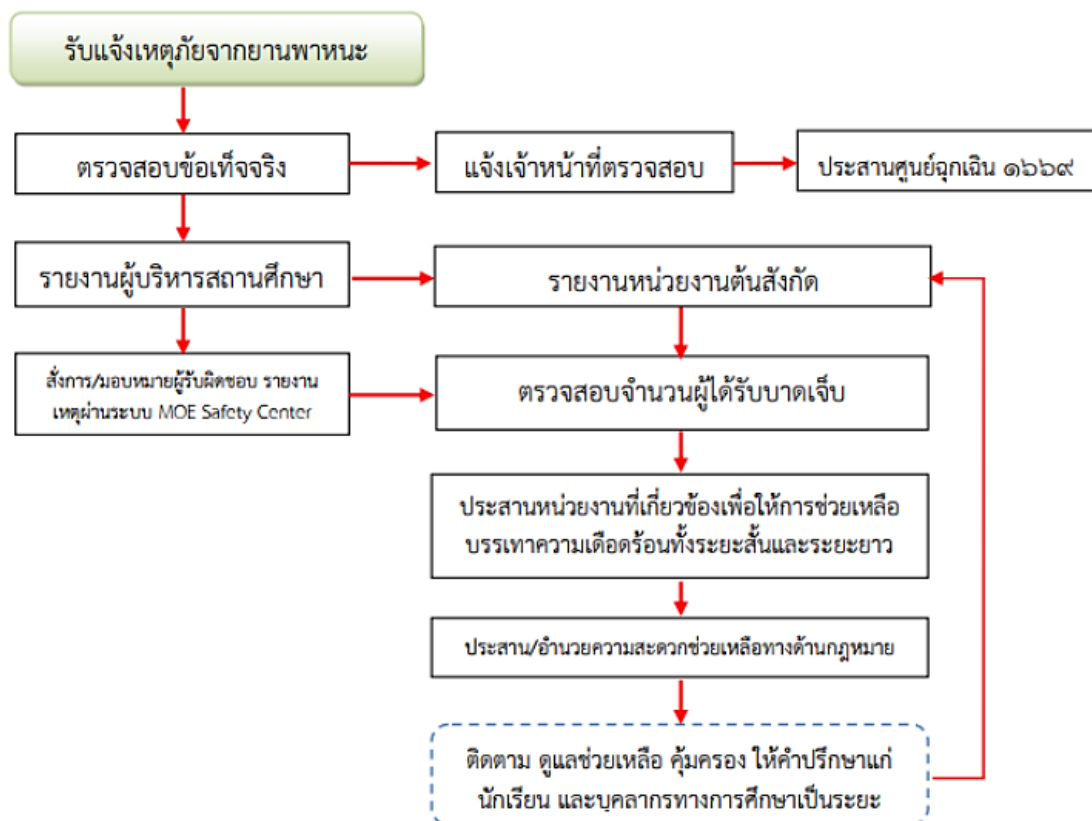 รับแจ้งเหตุภัยจากยานพาหนะ
ตรวจสอบข้อเท็จจริง
แจ้งเจ้าหน้าที่ตรวจสอบ
ประสานศูนย์ฉุกเฉิน ๑๖๖๙
รายงานผู้บริหารสถานศึกษา
รายงานหน่วยงานต้นสังกัด
สั่งการ/มอบหมายผู้รับผิดชอบ รายงาน
เหตุผ่านระบบ MOE Safety Center
ตรวจสอบจำนวนผู้ได้รับบาดเจ็บ
ประสานหน่วยงานที่เกี่ยวข้องเพื่อให้การช่วยเหลือ
บรรเทาความเดือดร้อนทั้งระยะสั้นและระยะยาว
ประสาน/อำนวยความสะดวกช่วยเหลือทางด้านกฎหมาย
ติดตาม ดูแลช่วยเหลือ คุ้มครอง ให้คำปรึกษาแก่
นักเรียน และบุคลากรทางการศึกษาเป็นระยะ